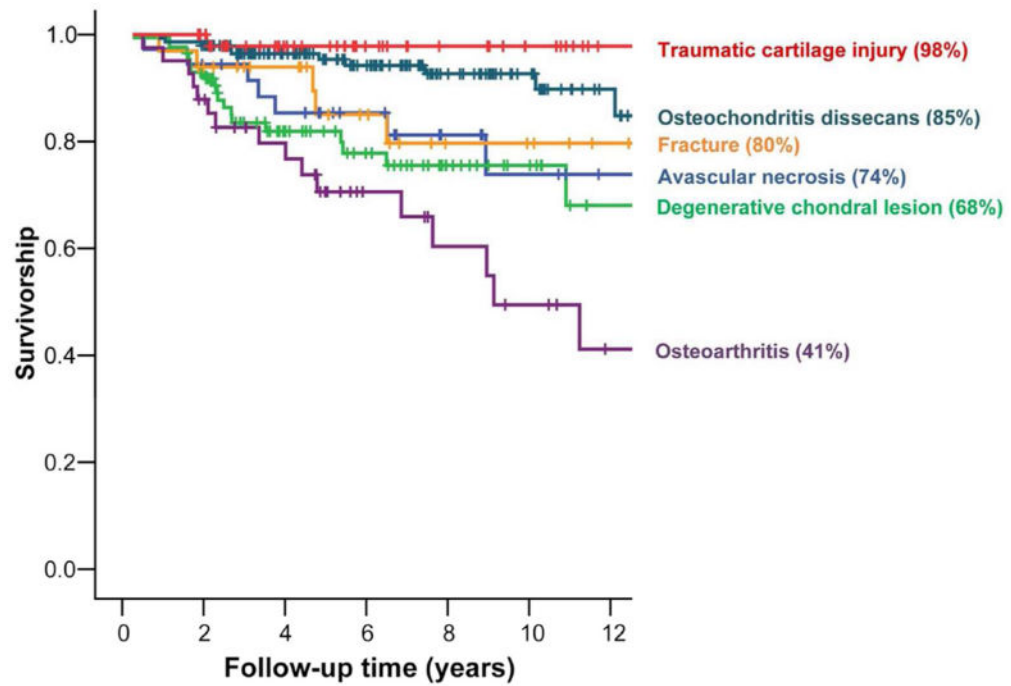 1.0
0.8
0.6
0.4
0.2
0.0
Survivorship
0 2 4 6 8 10 12
Follow-up time (years)
Traumatic cartilage injury (98%)
Osteochondritis dissecans (85%)
Fracture (80%)
Avascular necrosis (74%)
Degenerative chondral lesion (68%)
Osteoarthritis (41%)